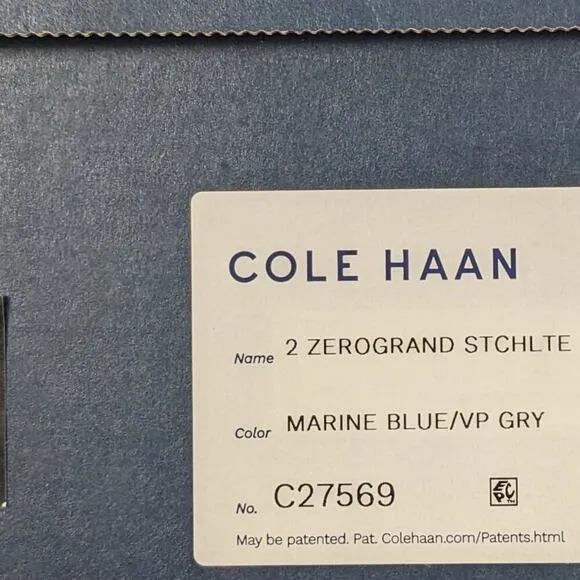 COLE HAAN
Name 2 ZEROGRAND STCHLTE
Color MARINE BLUE/VP GRY
No. C27569
May be patented. Pat. Colehaan.com/Patents.html